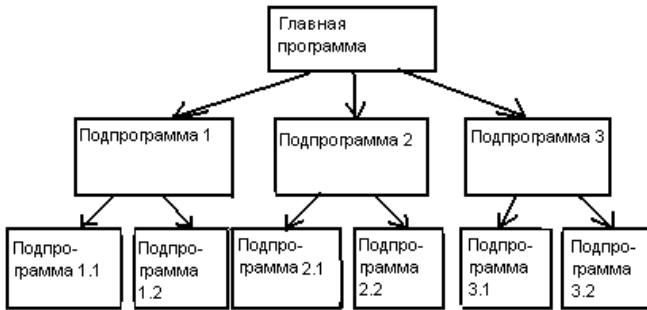 Главная
программа
Подпрограмма 1
Подпрограмма 2
Подпрограмма 3
Подпро-
грамма 1.1
Подпро-
грамма
1.2
Подпро-
грамма 2.1
Подпро-
грамма
2.2
Подпро-
грамма
3.1
Подпро-
грамма
3.2